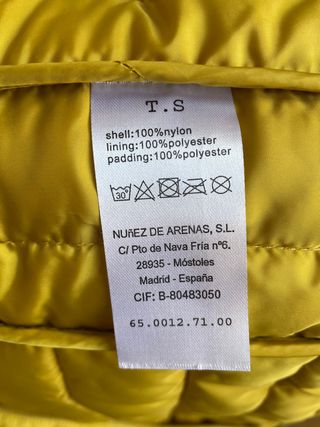 T.S
shell:100%nylon
lining:100%polyester
padding:100%polyester
30°
NUñEZ DE ARENAS, S.L.
C/ Pto de Nava Fría nº6.
28935 - Móstoles
Madrid - España
CIF: B-80483050
65.0012.71.00